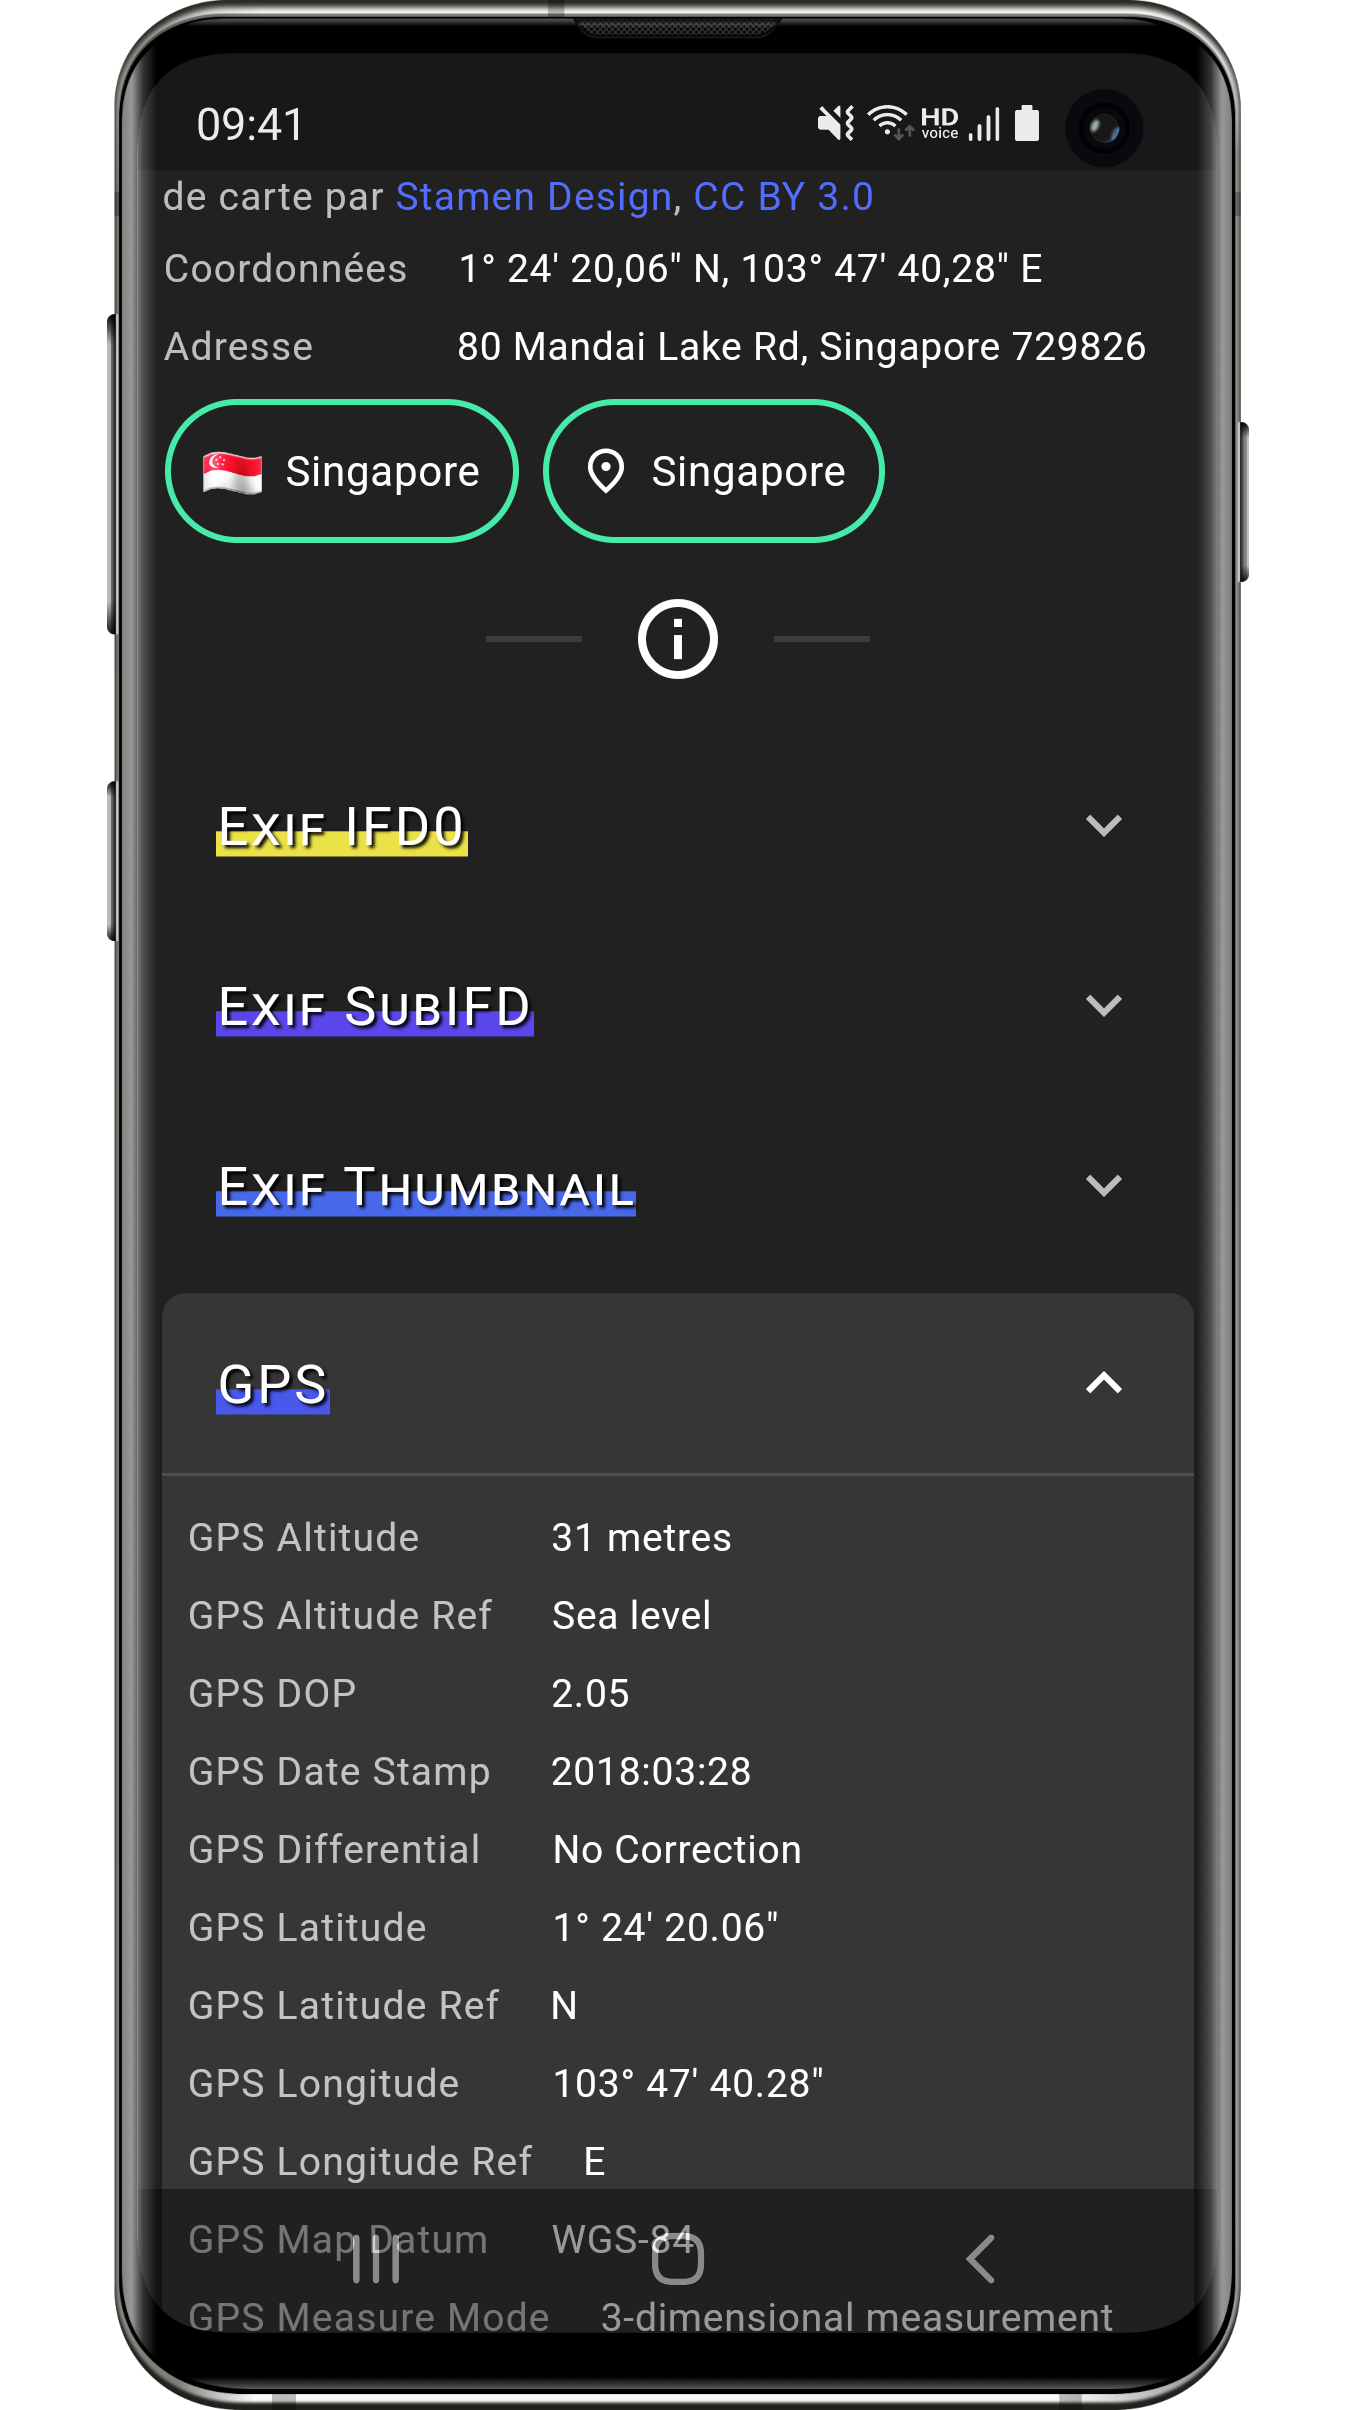 09:41 HD voice
de carte par Stamen Design, CC BY 3.0
Coordonnées 1° 24' 20,06" N, 103° 47' 40,28" E
Adresse 80 Mandai Lake Rd, Singapore 729826
Singapore Singapore
Exif IFD0
Exif SubIFD
Exif Thumbnail
GPS
GPS Altitude 31 metres
GPS Altitude Ref Sea level
GPS DOP 2.05
GPS Date Stamp 2018:03:28
GPS Differential No Correction
GPS Latitude 1° 24' 20.06"
GPS Latitude Ref N
GPS Longitude 103° 47' 40.28"
GPS Longitude Ref E
GPS Map Datum WGS-84
GPS Measure Mode 3-dimensional measurement